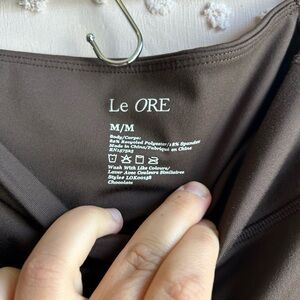 Le ORE
M/M
Body/Corps:
82% Recycled Polyester/18% Spandex
Made in China/Fabriqué en Chine
Wash With Like Colours/
Laver Avec Couleurs Similaires
Chocolate